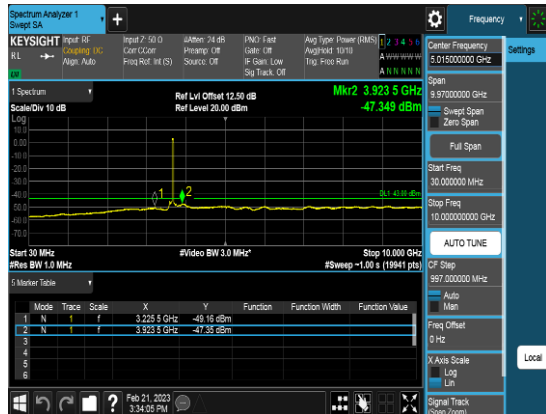 Spectrum Analyzer 1
Swept SA
+
Frequency
KEYSIGHT
RL
Input: RF
Coupling: DC
Align: Auto
Input Z: 50 Ω
Corr CCorr
Freq Ref: Int (S)
#Atten: 24 dB
Preamp: Off
Source: Off
PNO: Fast
Gate: Off
IF Gain: Low
Sig Track: Off
Avg Type: Power (RMS)
Avg|Hold: 10/10
Trig: Free Run
1 2 3 4 5 6
A W W W W W
A N N N N N
1 Spectrum
Scale/Div 10 dB
Ref Lvl Offset 12.50 dB
Ref Level 20.00 dBm
Mkr2 3.923 5 GHz
-47.349 dBm
Log
10.0
0.00
-10.0
-20.0
-30.0
-40.0
-50.0
-60.0
-70.0
1
2
Start 30 MHz
#Res BW 1.0 MHz
#Video BW 3.0 MHz*
Stop 10.000 GHz
#Sweep ~1.00 s (19941 pts)
5 Marker Table
Mode Trace Scale X Y Function Function Width Function Value
1 N 1 f 3.225 5 GHz -49.16 dBm
2 N 1 f 3.923 5 GHz -47.35 dBm
3
4
5
6
Feb 21, 2023
3:34:05 PM
Center Frequency
5.015000000 GHz
Settings
Span
9.97000000 GHz
Swept Span
Zero Span
Full Span
Start Freq
30.000000 MHz
Stop Freq
10.000000000 GHz
AUTO TUNE
CF Step
997.000000 MHz
Auto
Man
Freq Offset
0 Hz
X Axis Scale
Log
Lin
Local
Signal Track
(Span Zoom)